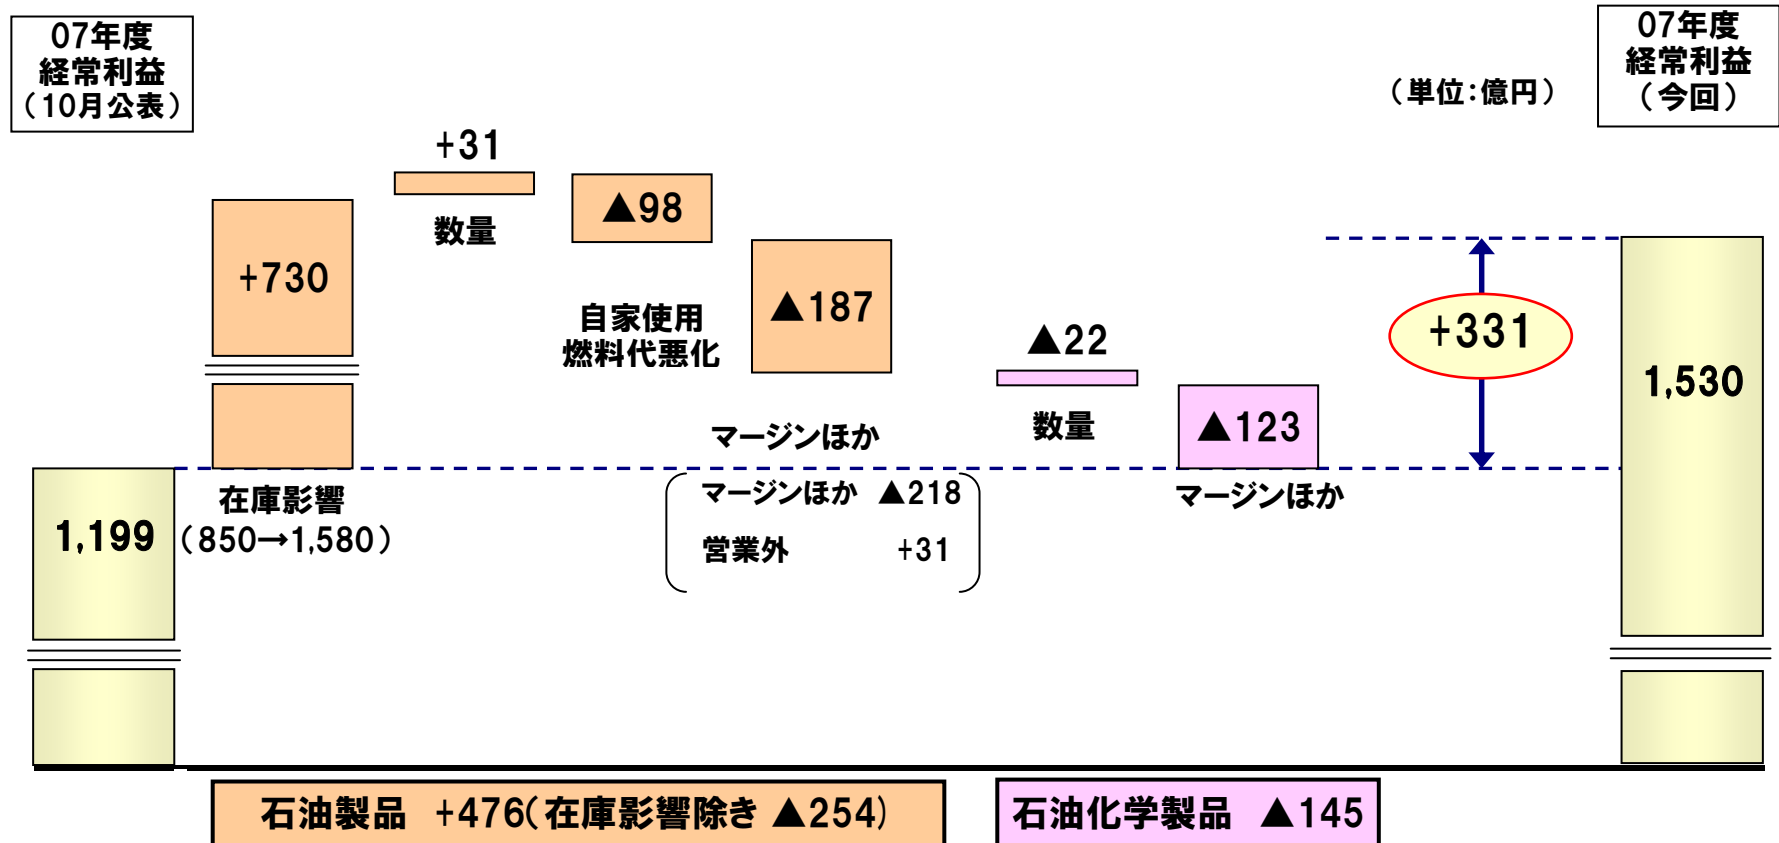 07年度
経常利益
（10月公表）
（単位：億円）
07年度
経常利益
（今回）
+31
数量
▲98
自家使用
燃料代悪化
+730
▲187
マージンほか
▲22
数量
▲123
マージンほか
+331
1,530
1,199
在庫影響
（850→1,580）
マージンほか ▲218
営業外 +31
石油製品 +476（在庫影響除き ▲254）
石油化学製品 ▲145